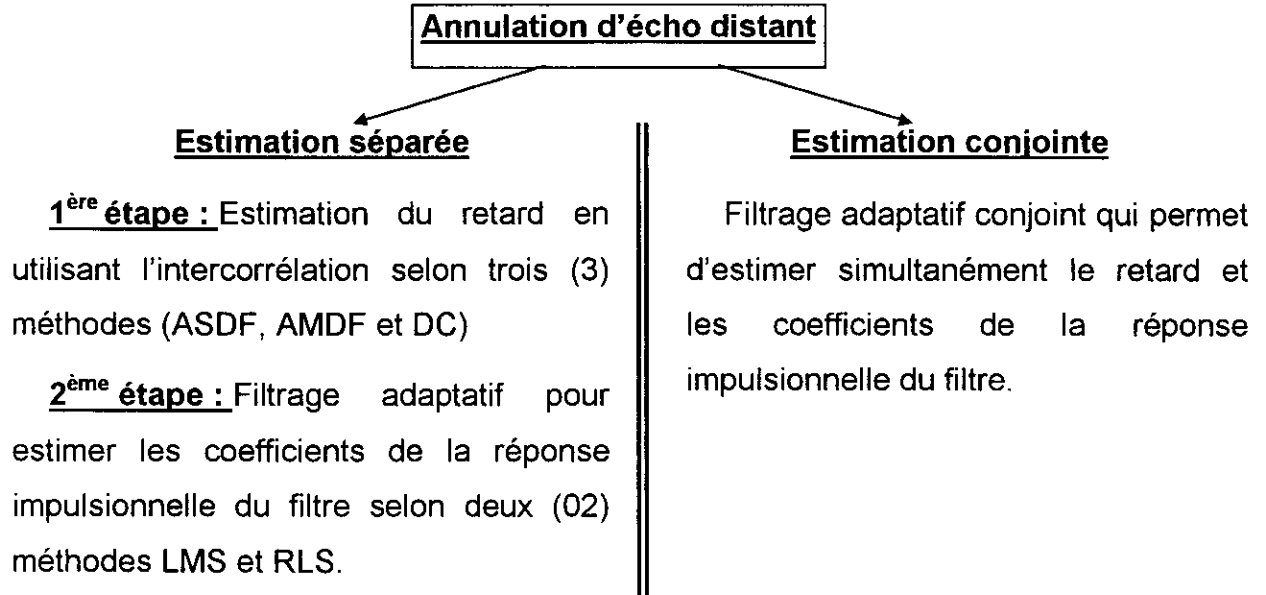 Annulation d'écho distant
Estimation séparée
1ère étape : Estimation du retard en
utilisant l'intercorrélation selon trois (3)
méthodes (ASDF, AMDF et DC)
2ème étape : Filtrage adaptatif pour
estimer les coefficients de la réponse
impulsionnelle du filtre selon deux (02)
méthodes LMS et RLS.
Estimation conjointe
Filtrage adaptatif conjoint qui permet
d'estimer simultanément le retard et
les coefficients de la réponse
impulsionnelle du filtre.